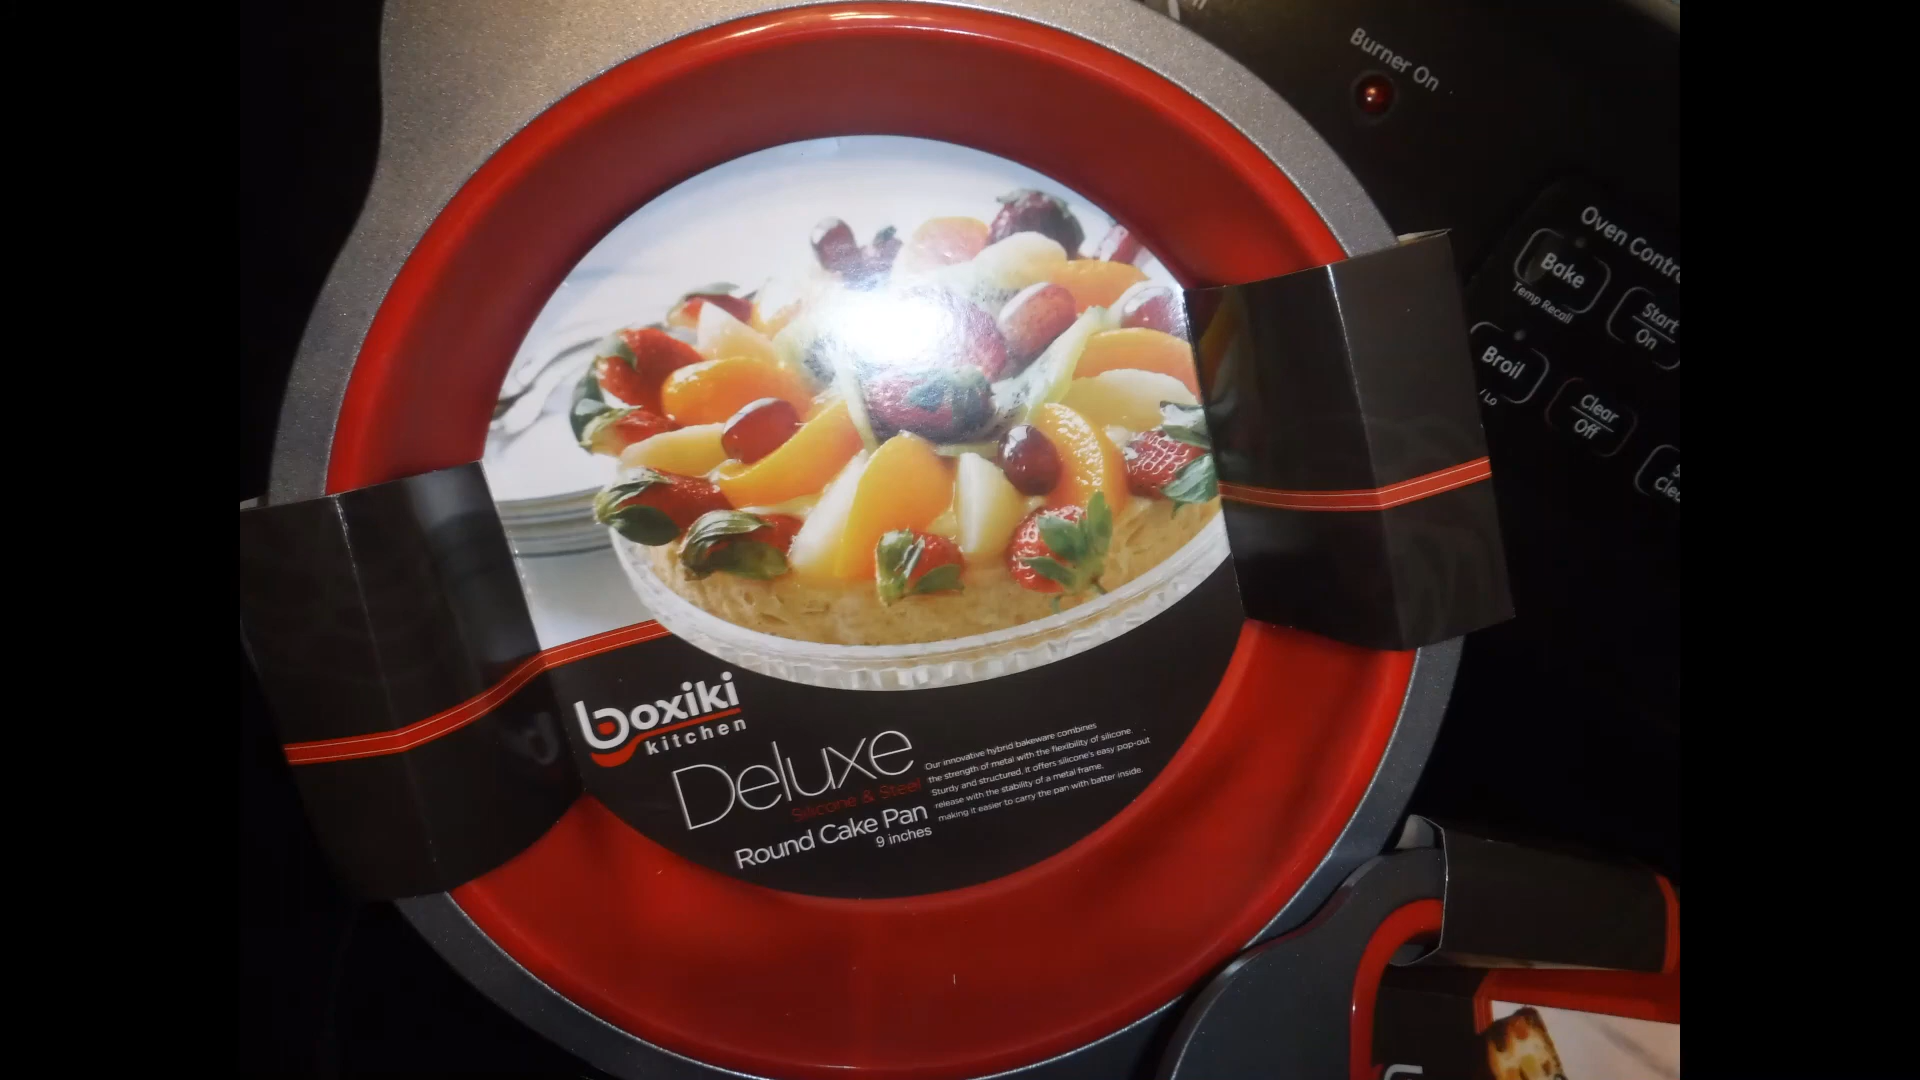 Burner On
Oven Contr
Bake
Temp Recall
Start
On
Broil
/Lo
Clear
Off
boxiki
kitchen
Deluxe
Silicone & Steel
Round Cake Pan
9 inches
Our innovative hybrid bakeware combines
the strength of metal with the flexibility of silicone.
Sturdy and structured, it offers silicone's easy pop-out
release with the stability of a metal frame,
making it easier to carry the pan with batter inside.